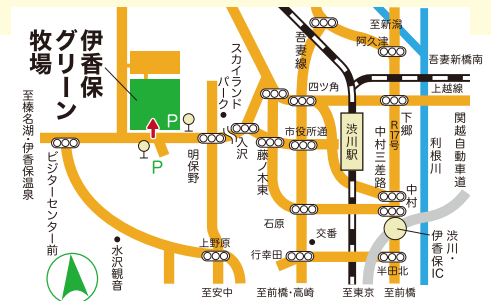 伊香保
グリーン
牧場
至榛名湖・伊香保温泉
ビジターセンター前
水沢観音
P
P
明保野
スカイランド
パーク
入沢
藤ノ木東
市役所通
四ツ角
吾妻線
至新潟
阿久津
吾妻新橋南
上越線
渋川駅
下郷
R17号
中村三差路
利根川
関越自動車道
中村
渋川・
伊香保IC
石原
交番
上野原
行幸田
半田北
至安中
至前橋・高崎
至東京
至前橋